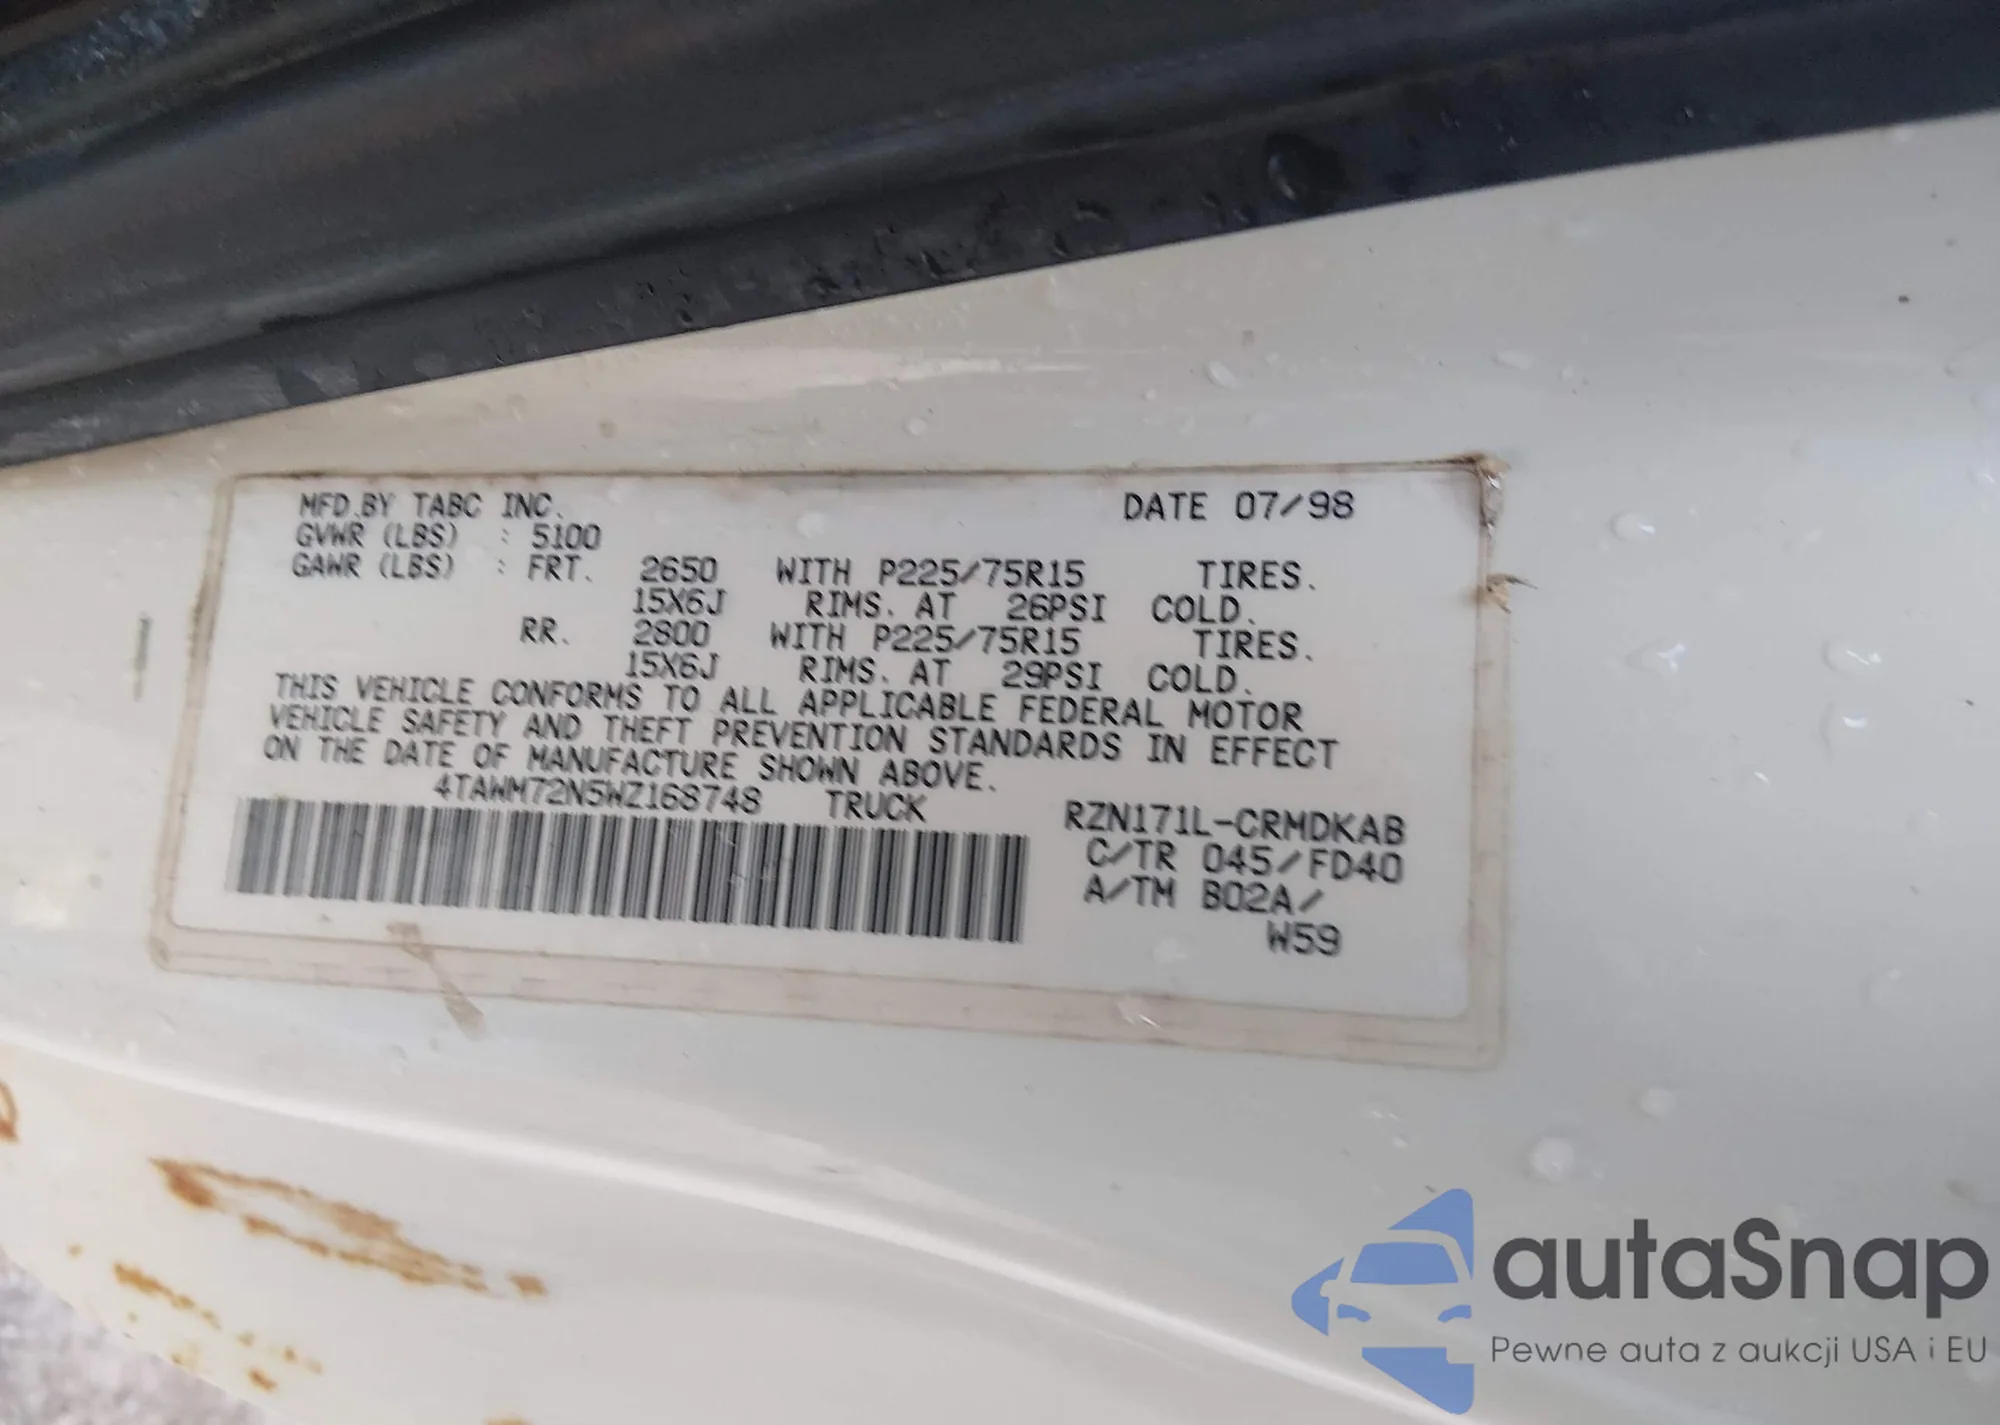 MFD.BY TABC INC. DATE 07/98
GVWR (LBS) : 5100
GAWR (LBS) : FRT. 2650 WITH P225/75R15 TIRES.
15X6J RIMS. AT 26PSI COLD.
RR. 2800 WITH P225/75R15 TIRES.
15X6J RIMS. AT 29PSI COLD.
THIS VEHICLE CONFORMS TO ALL APPLICABLE FEDERAL MOTOR
VEHICLE SAFETY AND THEFT PREVENTION STANDARDS IN EFFECT
ON THE DATE OF MANUFACTURE SHOWN ABOVE.
4TAWM72N5WZ168748 TRUCK RZN171L-CRMDKAB
C/TR 045/FD40
A/TM B02A/
W59
autaSnap
Pewne auta z aukcji USA i EU